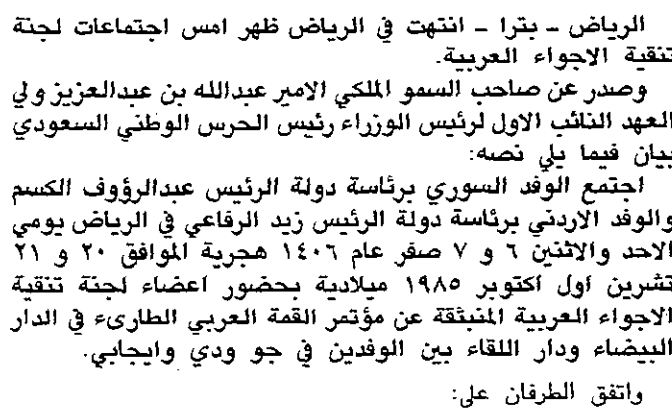 الرياض ـ بترا ـ انتهت في الرياض ظهر امس اجتماعات لجنة
تنقية الاجواء العربية.
وصدر عن صاحب السمو الملكي الامير عبدالله بن عبدالعزيز ولي
العهد النائب الاول لرئيس الوزراء رئيس الحرس الوطني السعودي
بيان فيما يلي نصه:
اجتمع الوفد السوري برئاسة دولة الرئيس عبدالرؤوف الكسم
والوفد الاردني برئاسة دولة الرئيس زيد الرفاعي في الرياض يومي
الاحد والاثنين ٦ و ٧ صفر عام ١٤٠٦ هجرية الموافق ٢٠ و ٢١
تشرين اول اكتوبر ١٩٨٥ ميلادية بحضور اعضاء لجنة تنقية
الاجواء العربية المنبثقة عن مؤتمر القمة العربي الطارىء في الدار
البيضاء ودار اللقاء بين الوفدين في جو ودي وايجابي.
واتفق الطرفان على: